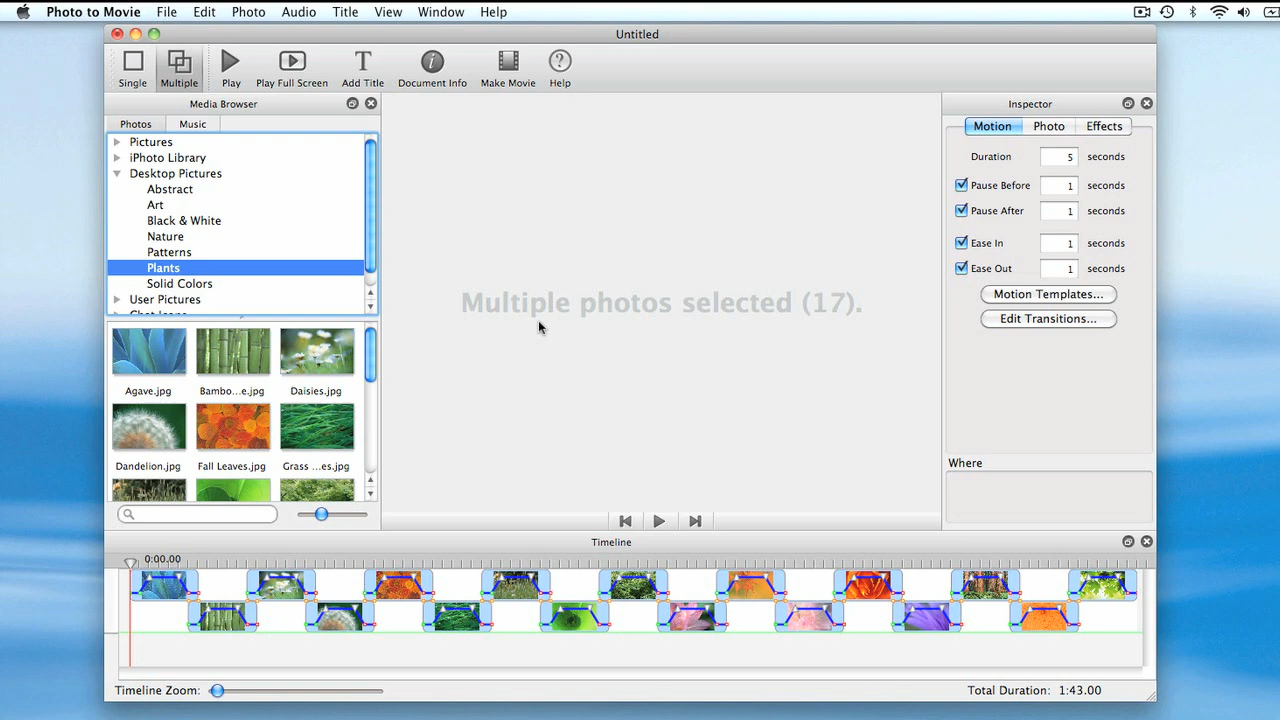 Photo to Movie File Edit Photo Audio Title View Window Help
Untitled
Single Multiple Play Play Full Screen Add Title Document Info Make Movie Help
Media Browser
Photos Music
Pictures
iPhoto Library
Desktop Pictures
Abstract
Art
Black & White
Nature
Patterns
Plants
Solid Colors
User Pictures
Agave.jpg Bambo...e.jpg Daisies.jpg
Dandelion.jpg Fall Leaves.jpg Grass ...es.jpg
Multiple photos selected (17).
Inspector
Motion Photo Effects
Duration 5 seconds
Pause Before 1 seconds
Pause After 1 seconds
Ease In 1 seconds
Ease Out 1 seconds
Motion Templates...
Edit Transitions...
Where
Timeline
0:00.00
Timeline Zoom:
Total Duration: 1:43.00